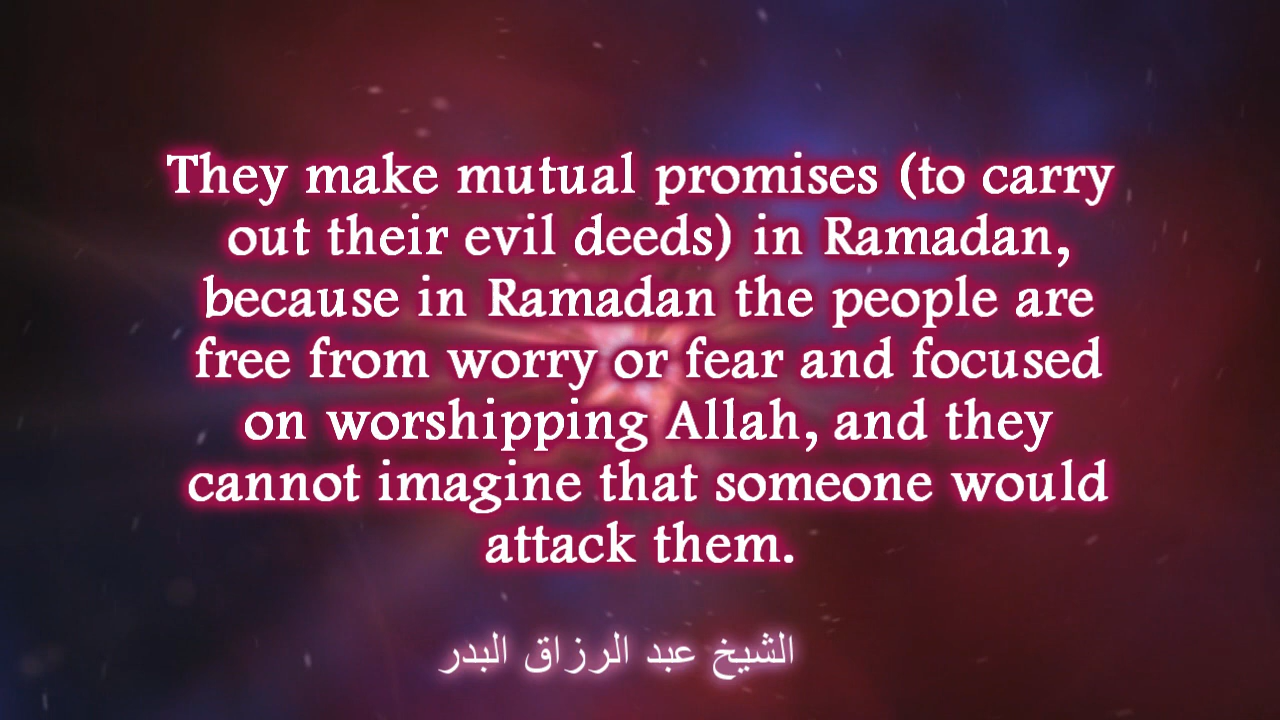 They make mutual promises (to carry
out their evil deeds) in Ramadan,
because in Ramadan the people are
free from worry or fear and focused
on worshipping Allah, and they
cannot imagine that someone would
attack them.
الشيخ عبد الرزاق البدر